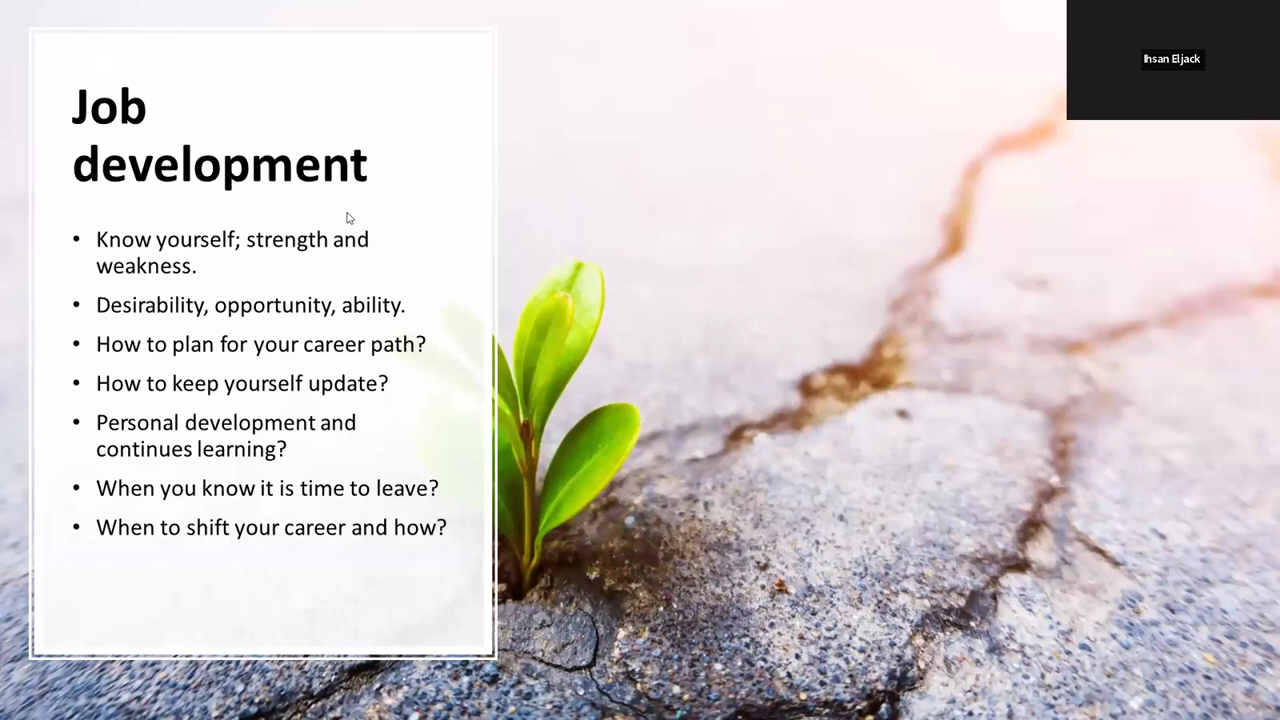 Job
development
• Know yourself; strength and
weakness.
• Desirability, opportunity, ability.
• How to plan for your career path?
• How to keep yourself update?
• Personal development and
continues learning?
• When you know it is time to leave?
• When to shift your career and how?
Ihsan Eljack